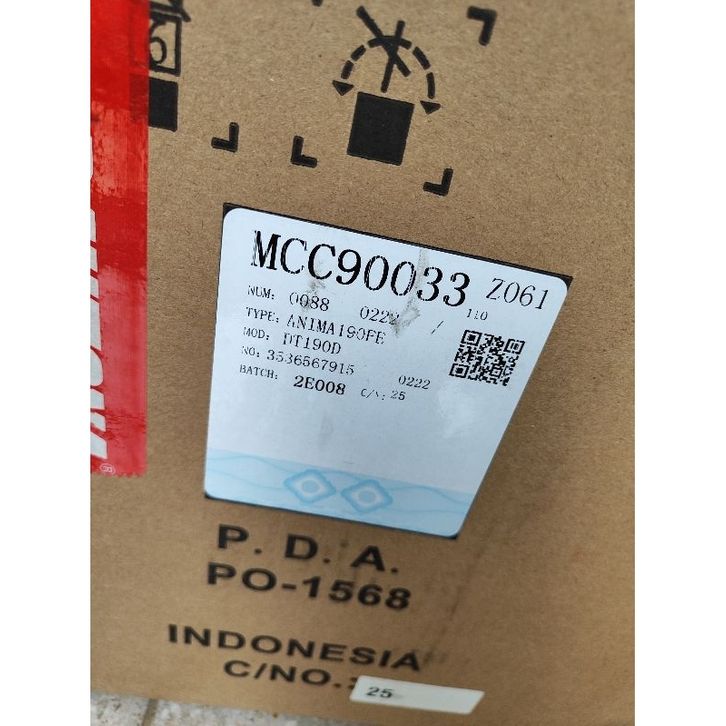 MCC90033 Z061
NUM: 0088 0222 / 110
TYPE: ANIMA190FE
MOD: DT190D
NO: 3536567915 0222
BATCH: 2E008 C/N: 25
P. D. A.
PO-1568
INDONESIA
C/NO.: 25